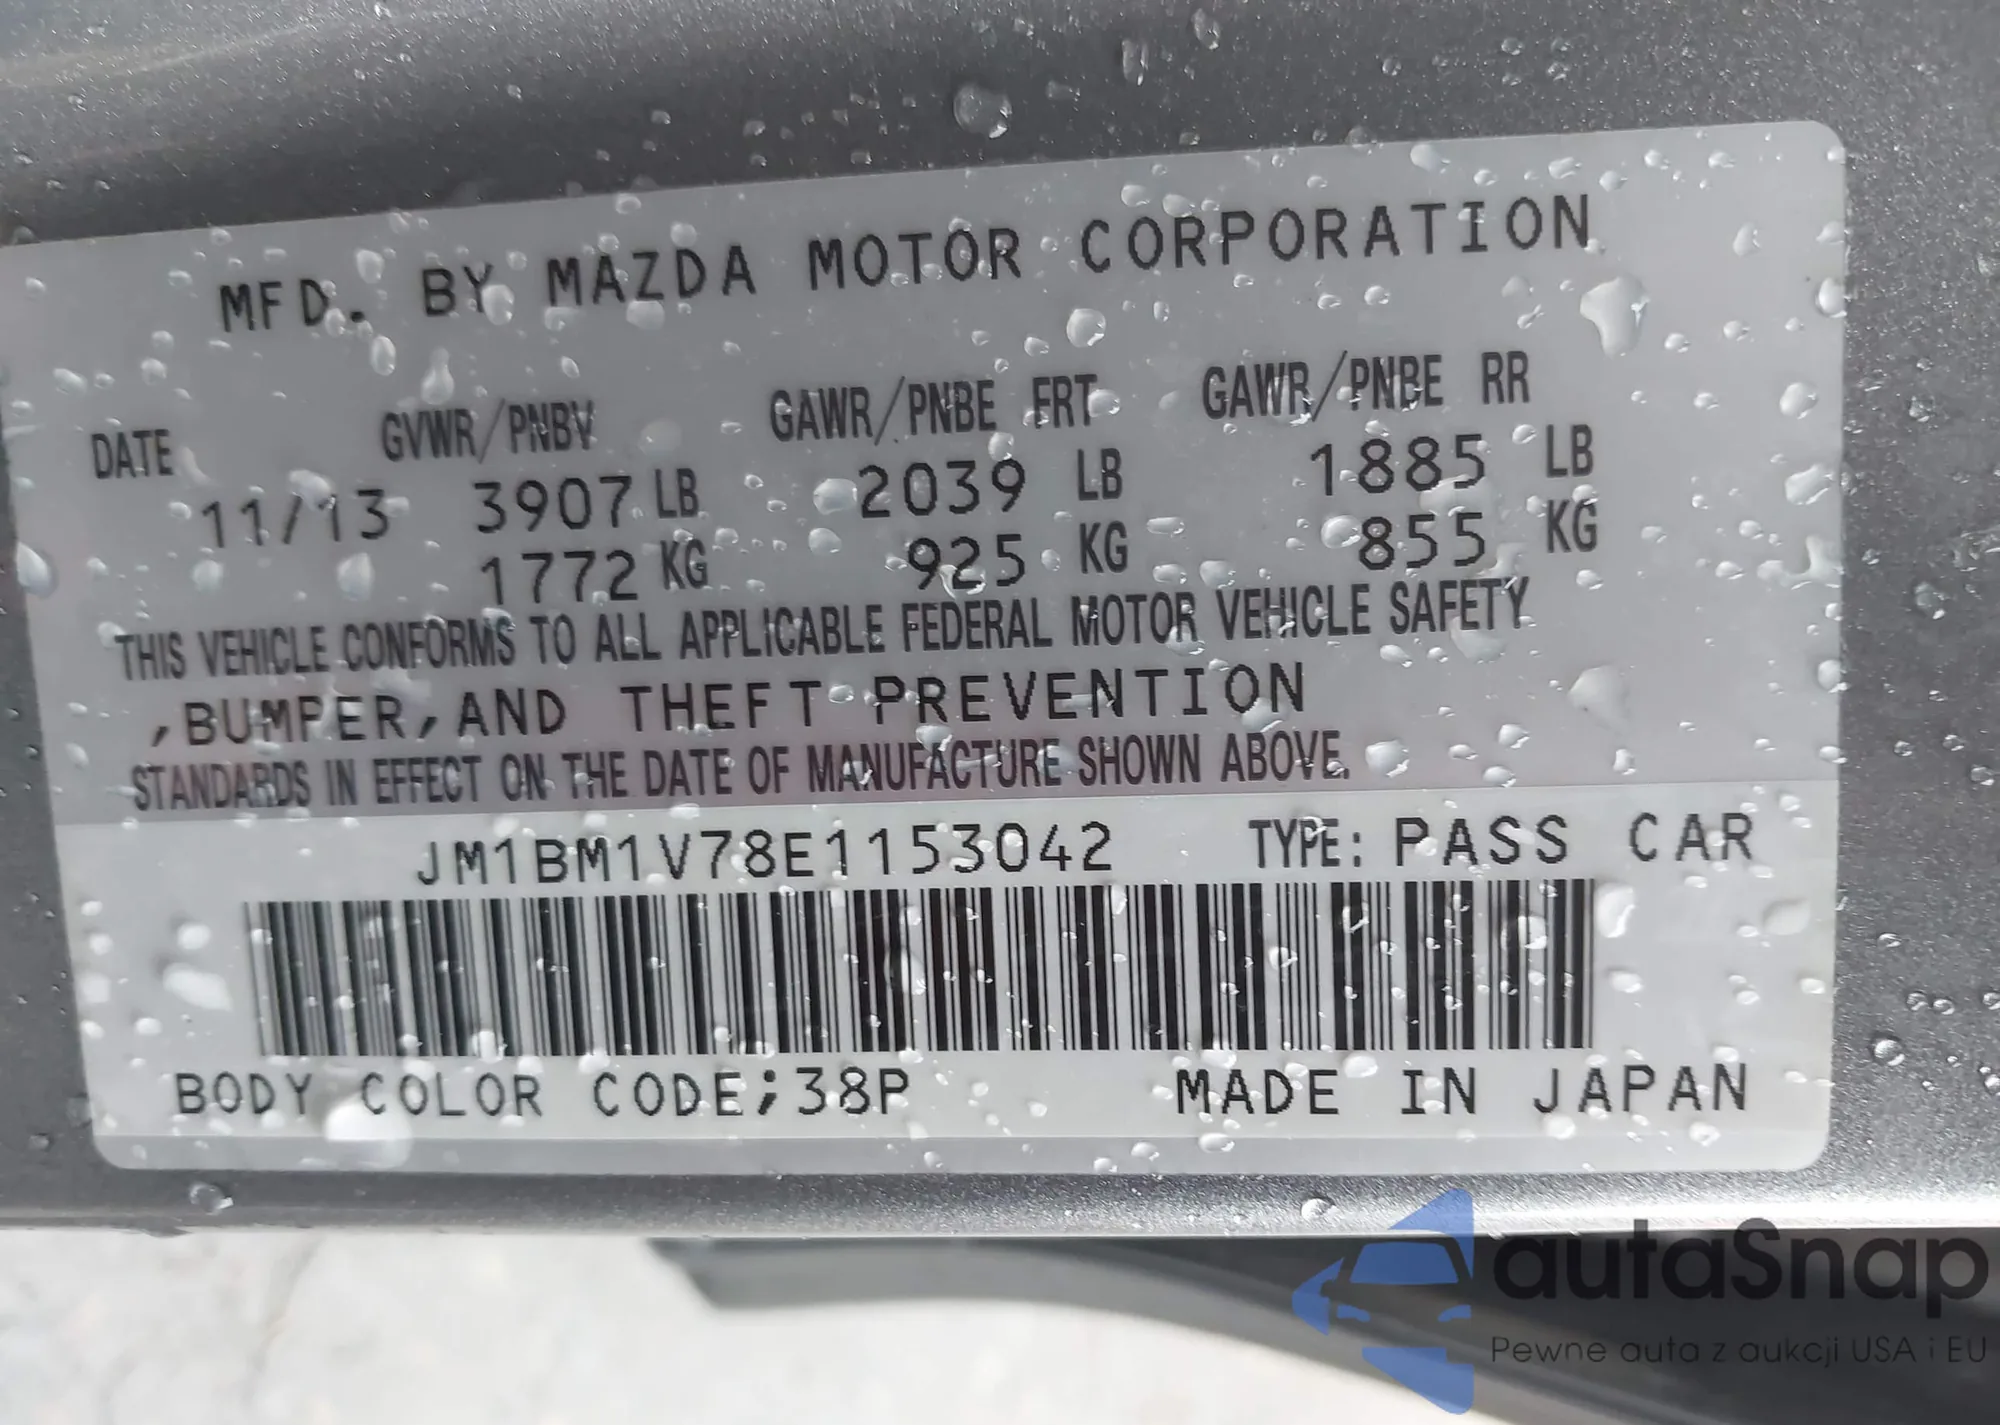 MFD. BY MAZDA MOTOR CORPORATION
DATE GVWR/PNBV GAWR/PNBE FRT GAWR/PNBE RR
11/13 3907 LB 2039 LB 1885 LB
1772 KG 925 KG 855 KG
THIS VEHICLE CONFORMS TO ALL APPLICABLE FEDERAL MOTOR VEHICLE SAFETY
,BUMPER,AND THEFT PREVENTION
STANDARDS IN EFFECT ON THE DATE OF MANUFACTURE SHOWN ABOVE.
JM1BM1V78E1153042 TYPE: PASS CAR
BODY COLOR CODE;38P MADE IN JAPAN
autaSnap
Pewne auta z aukcji USA i EU